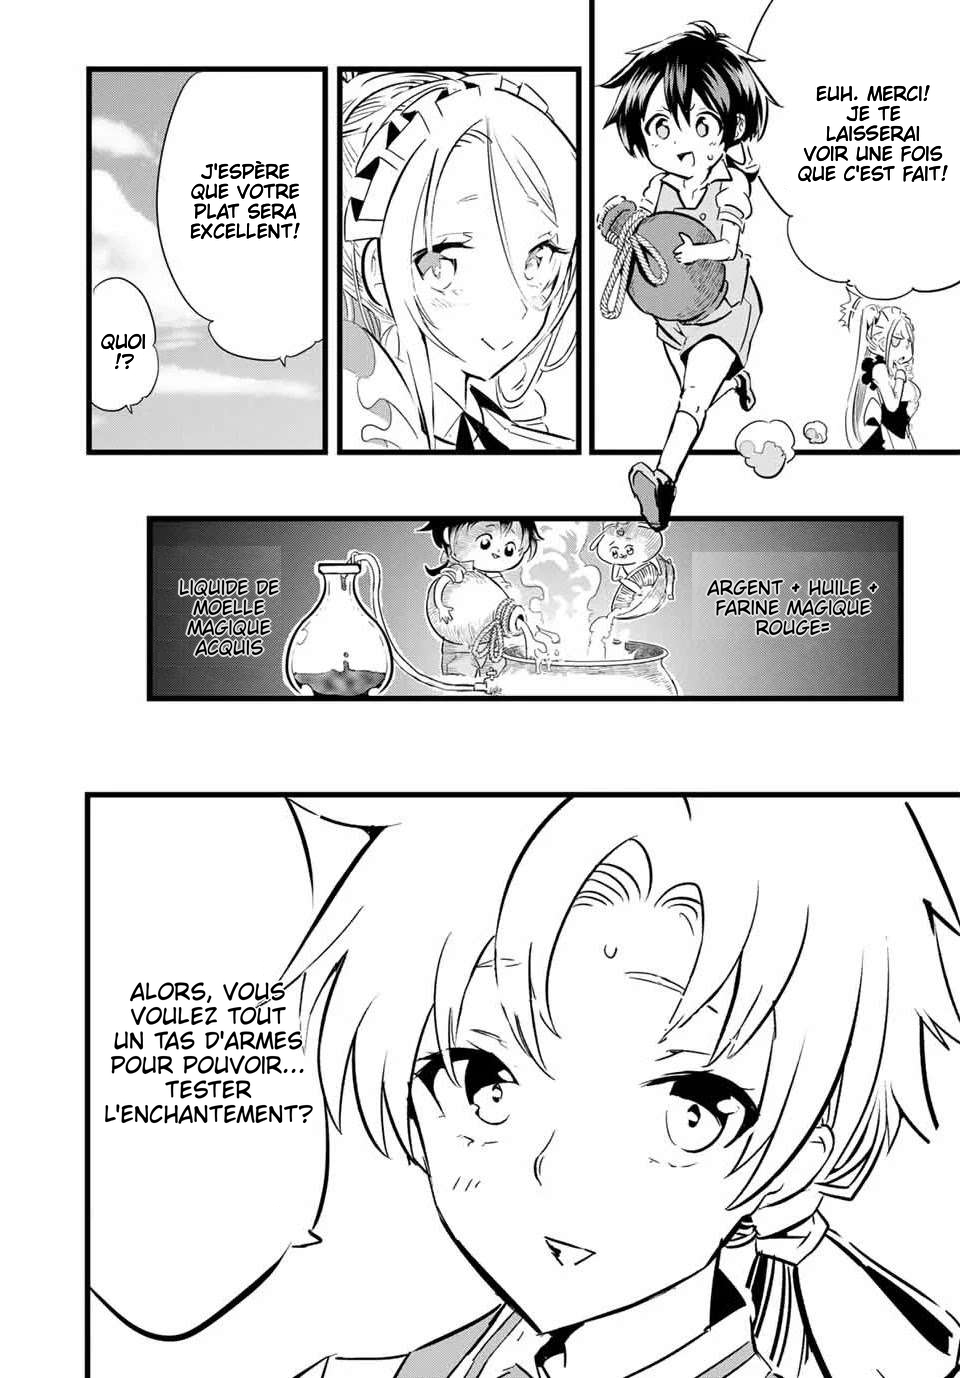 EUH. MERCI!
JE TE
LAISSERAI
VOIR UNE FOIS
QUE C'EST FAIT!
J'ESPÈRE
QUE VOTRE
PLAT SERA
EXCELLENT!
QUOI
!?
ARGENT + HUILE +
FARINE MAGIQUE
ROUGE=
LIQUIDE DE
MOELLE
MAGIQUE
ACQUIS
ALORS, VOUS
VOULEZ TOUT
UN TAS D'ARMES
POUR POUVOIR...
TESTER
L'ENCHANTEMENT?